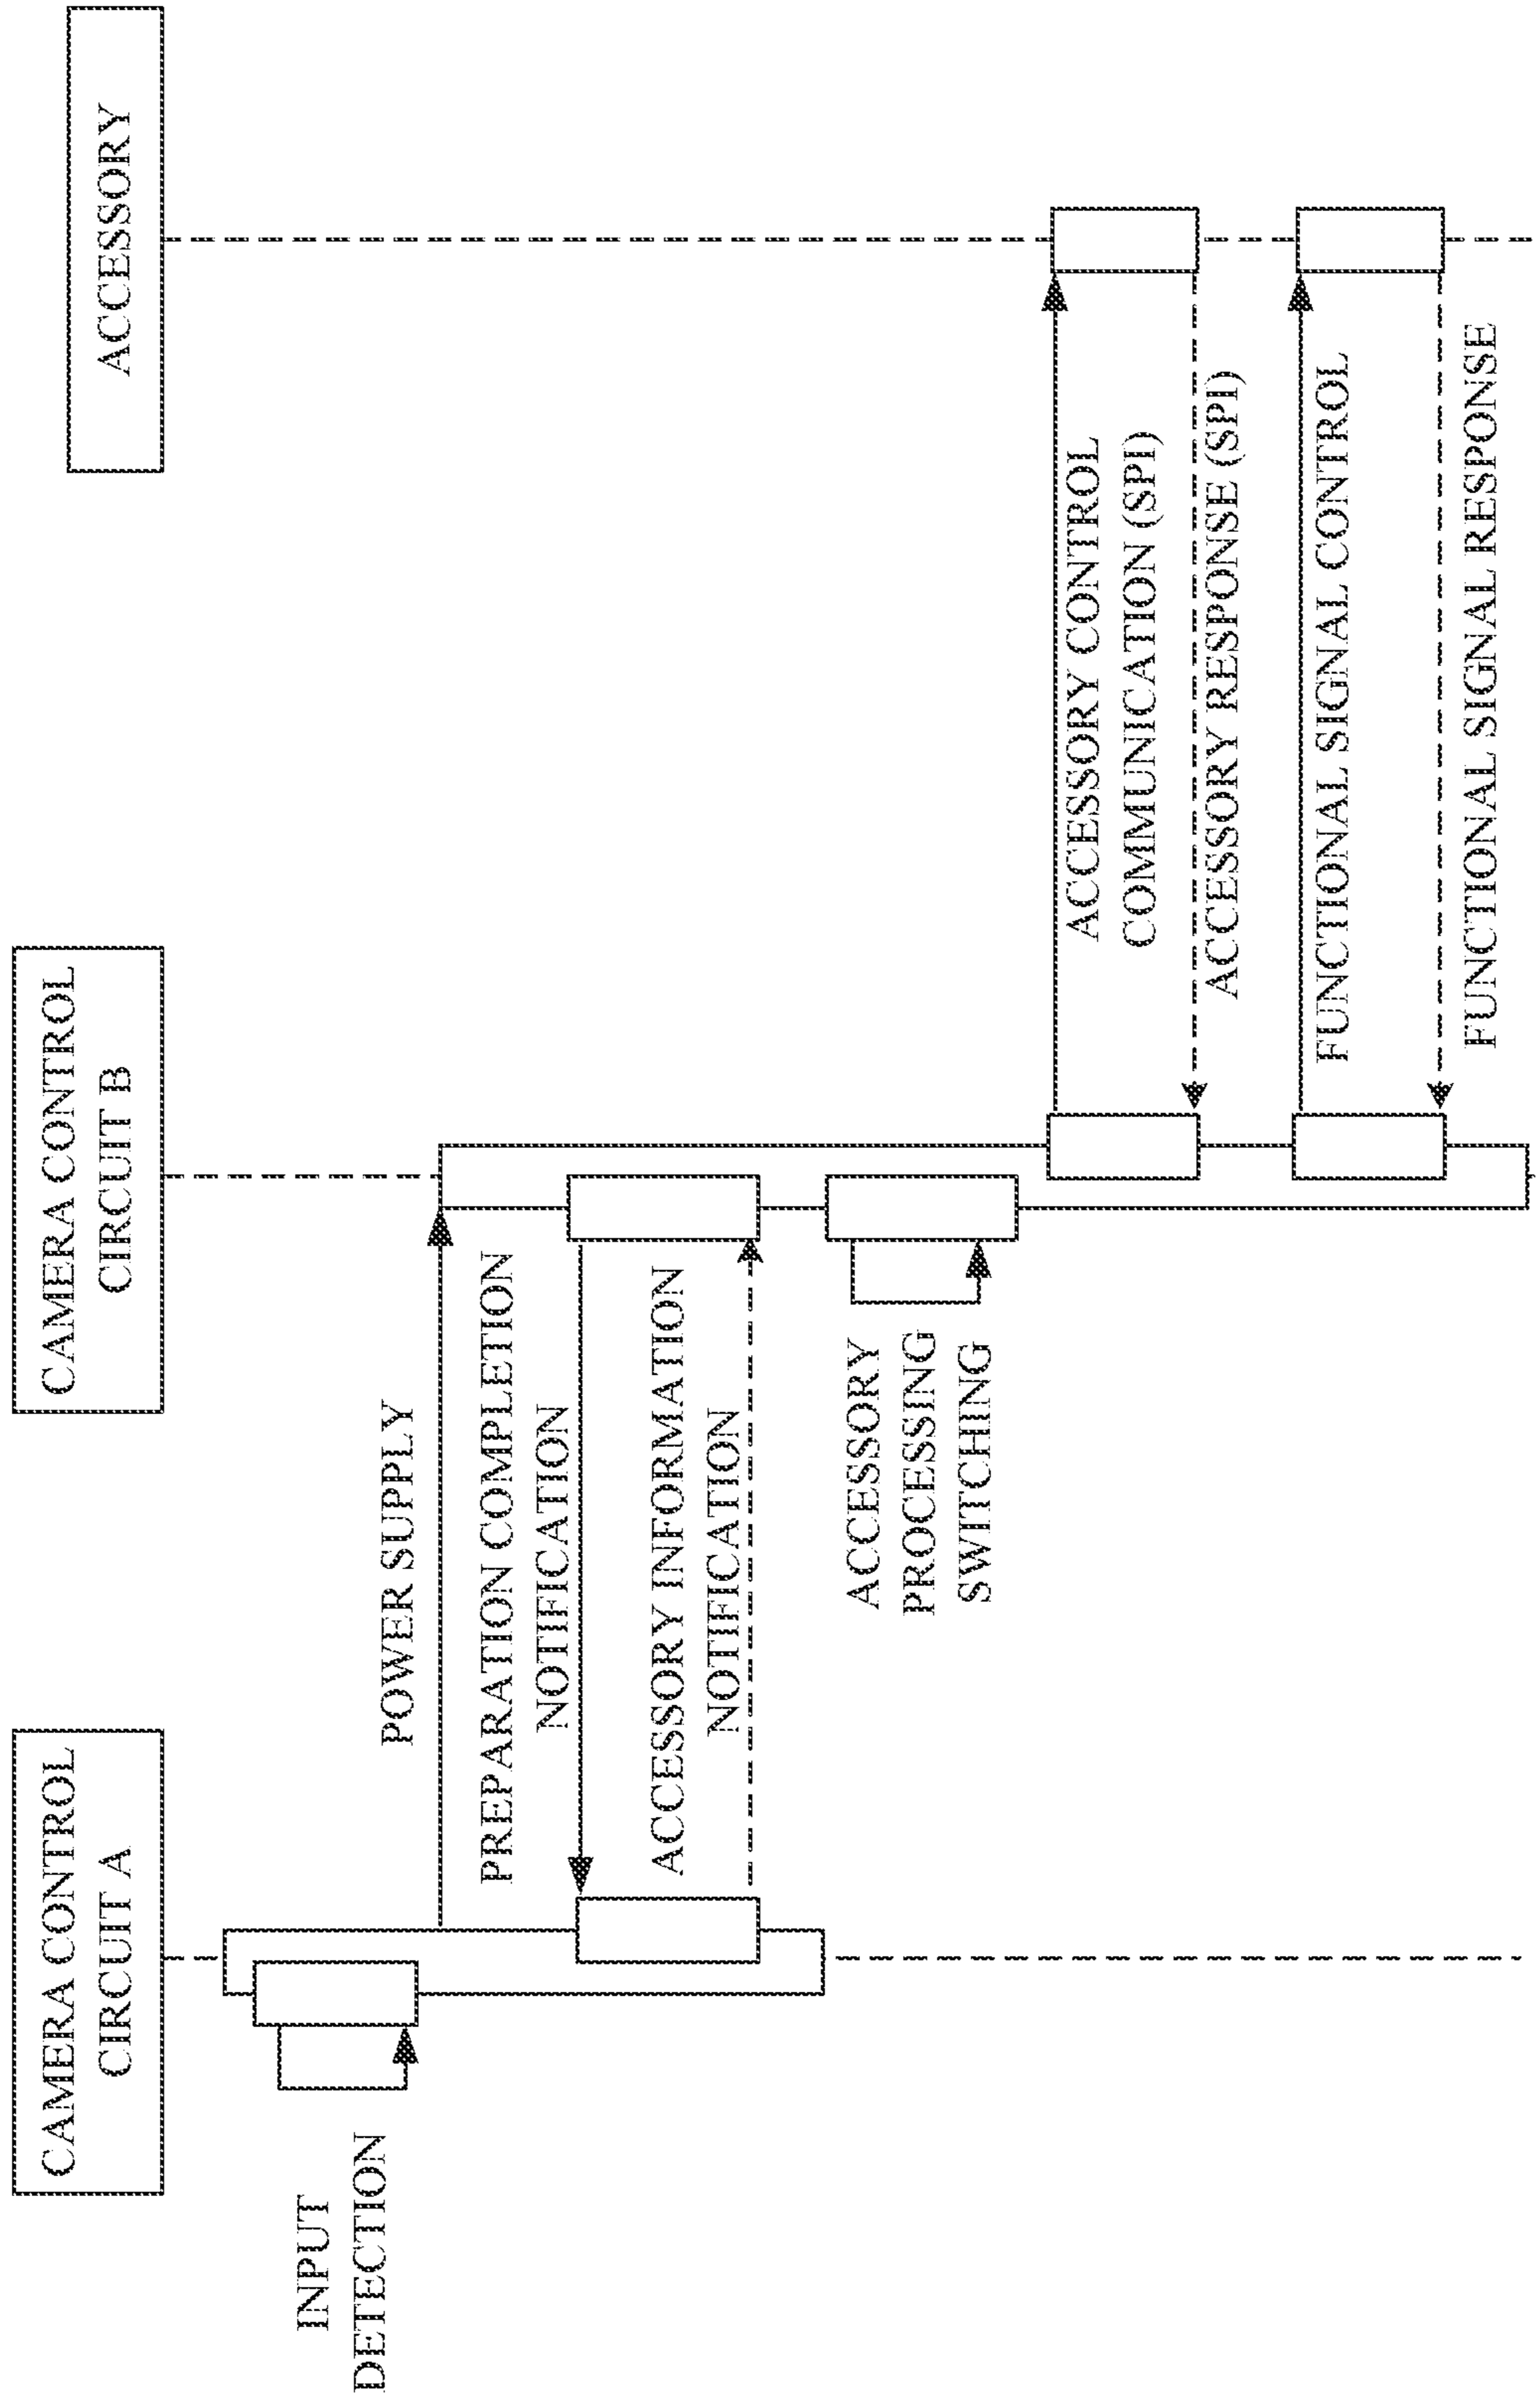 CAMERA CONTROL
CIRCUIT A
CAMERA CONTROL
CIRCUIT B
ACCESSORY
INPUT
DETECTION
POWER SUPPLY
PREPARATION COMPLETION
NOTIFICATION
ACCESSORY INFORMATION
NOTIFICATION
ACCESSORY
PROCESSING
SWITCHING
ACCESSORY CONTROL
COMMUNICATION (SPI)
ACCESSORY RESPONSE (SPI)
FUNCTIONAL SIGNAL CONTROL
FUNCTIONAL SIGNAL RESPONSE